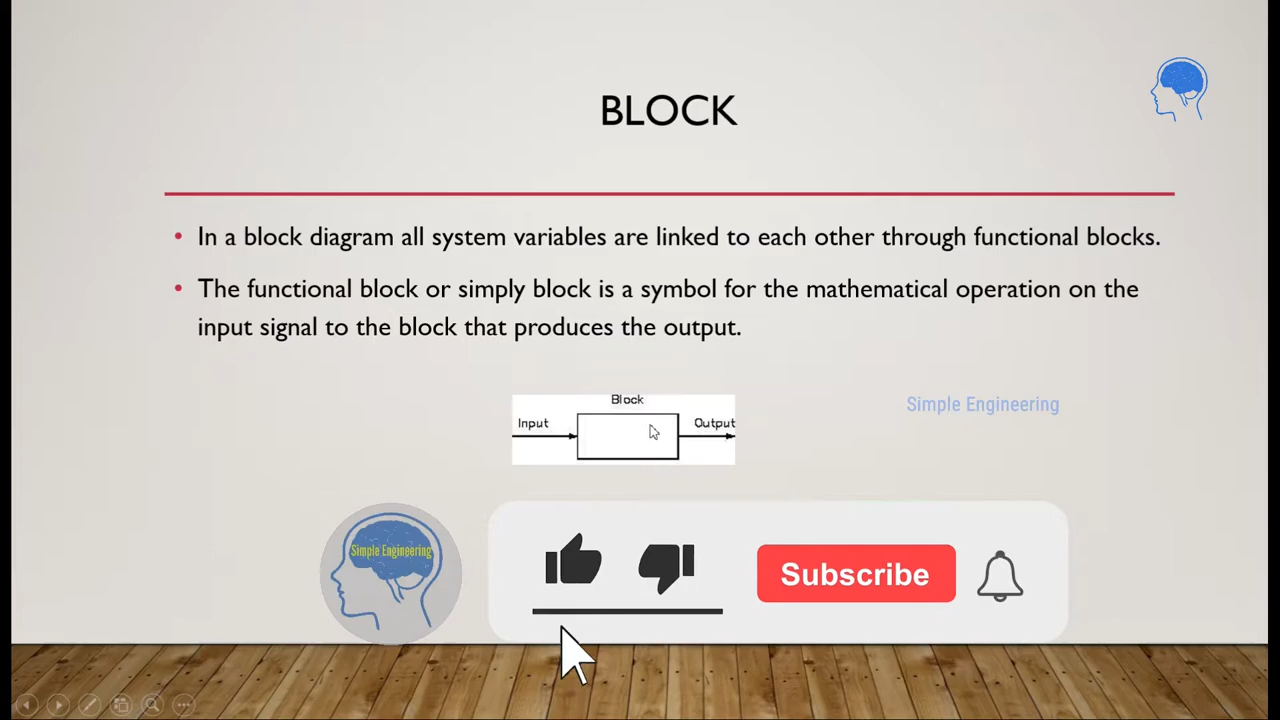 BLOCK
• In a block diagram all system variables are linked to each other through functional blocks.
• The functional block or simply block is a symbol for the mathematical operation on the
input signal to the block that produces the output.
Block
Input
Output
Simple Engineering
Simple Engineering
Subscribe